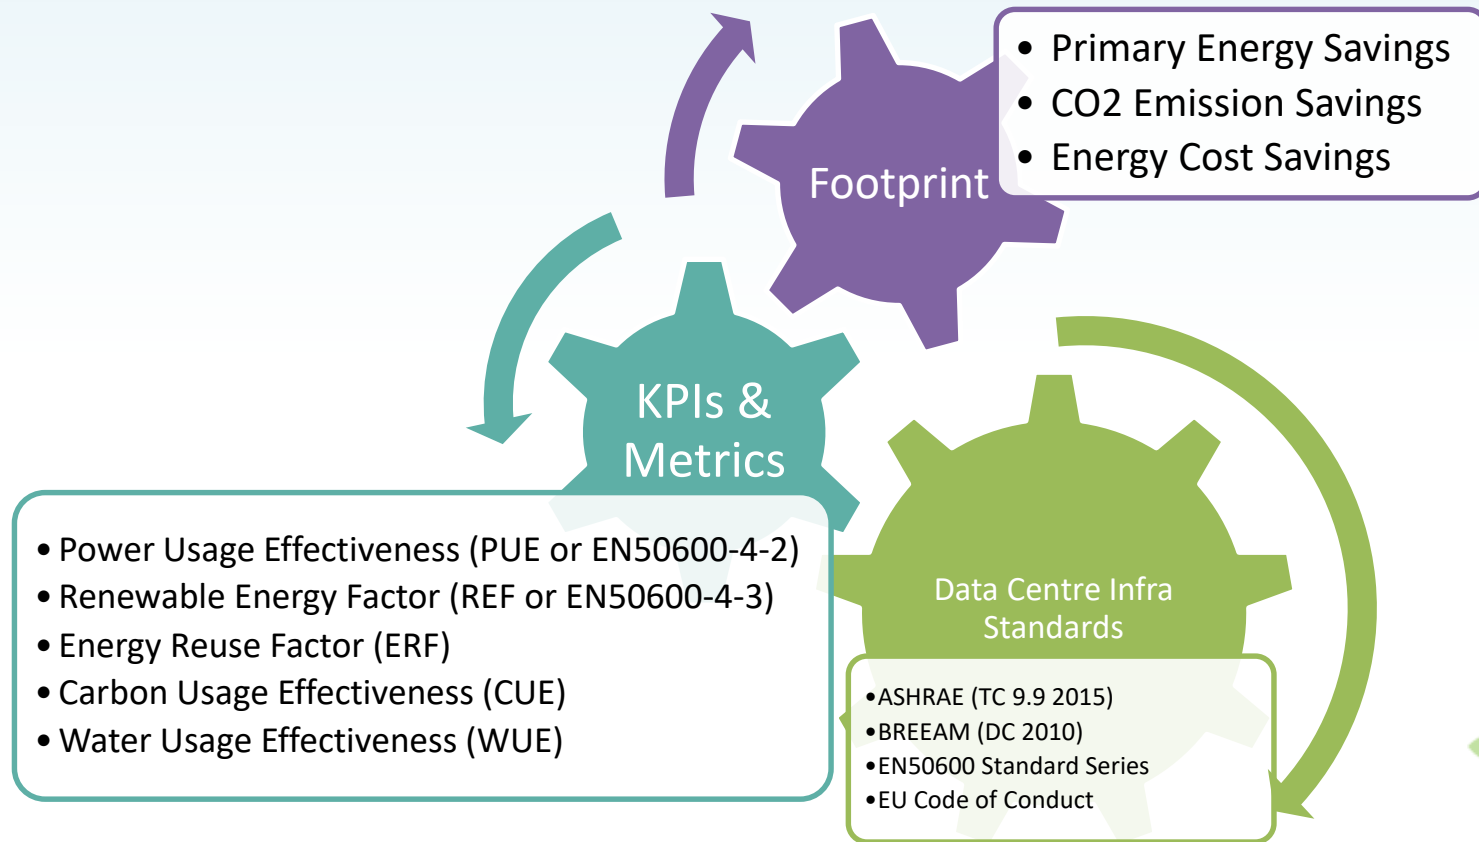 • Primary Energy Savings
• CO2 Emission Savings
• Energy Cost Savings
Footprint
KPIs &
Metrics
• Power Usage Effectiveness (PUE or EN50600-4-2)
• Renewable Energy Factor (REF or EN50600-4-3)
• Energy Reuse Factor (ERF)
• Carbon Usage Effectiveness (CUE)
• Water Usage Effectiveness (WUE)
Data Centre Infra
Standards
•ASHRAE (TC 9.9 2015)
•BREEAM (DC 2010)
•EN50600 Standard Series
•EU Code of Conduct